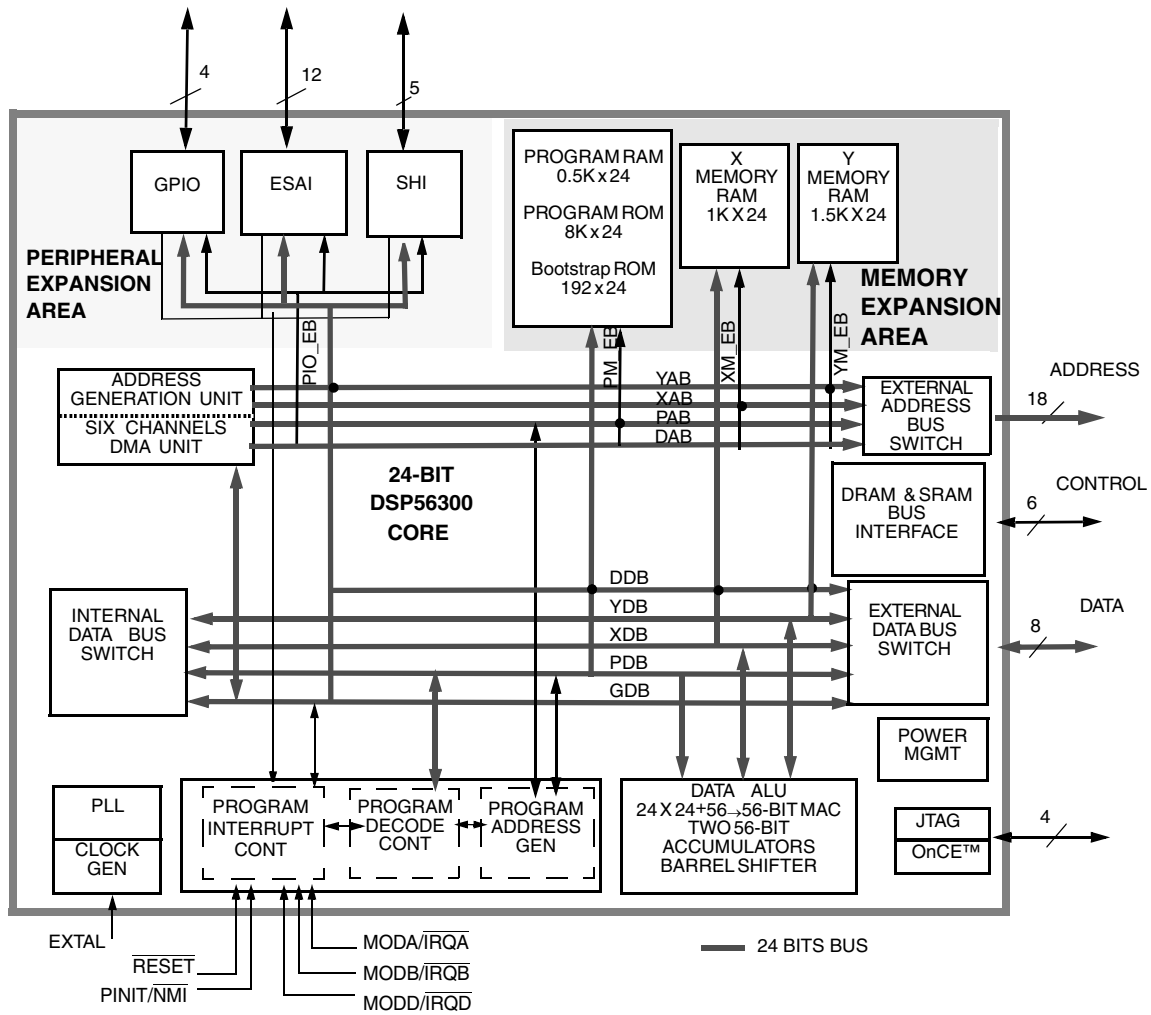 4
12
5
GPIO
ESAI
SHI
PERIPHERAL
EXPANSION
AREA
PROGRAM RAM
0.5K x 24
PROGRAM ROM
8K x 24
Bootstrap ROM
192 x 24
X
MEMORY
RAM
1K X 24
Y
MEMORY
RAM
1.5K X 24
MEMORY
EXPANSION
AREA
PIO_EB
PM_EB
XM_EB
YM_EB
ADDRESS
GENERATION UNIT
SIX CHANNELS
DMA UNIT
YAB
XAB
PAB
DAB
EXTERNAL
ADDRESS
BUS
SWITCH
ADDRESS
18
24-BIT
DSP56300
CORE
DRAM & SRAM
BUS
INTERFACE
CONTROL
6
INTERNAL
DATA BUS
SWITCH
DDB
YDB
XDB
PDB
GDB
EXTERNAL
DATA BUS
SWITCH
DATA
8
POWER
MGMT
PLL
CLOCK
GEN
PROGRAM
INTERRUPT
CONT
PROGRAM
DECODE
CONT
PROGRAM
ADDRESS
GEN
DATA ALU
24 X 24+56→56-BIT MAC
TWO 56-BIT
ACCUMULATORS
BARREL SHIFTER
JTAG
OnCE™
4
EXTAL
RESET
PINIT/NMI
MODA/IRQA
MODB/IRQB
MODD/IRQD
24 BITS BUS